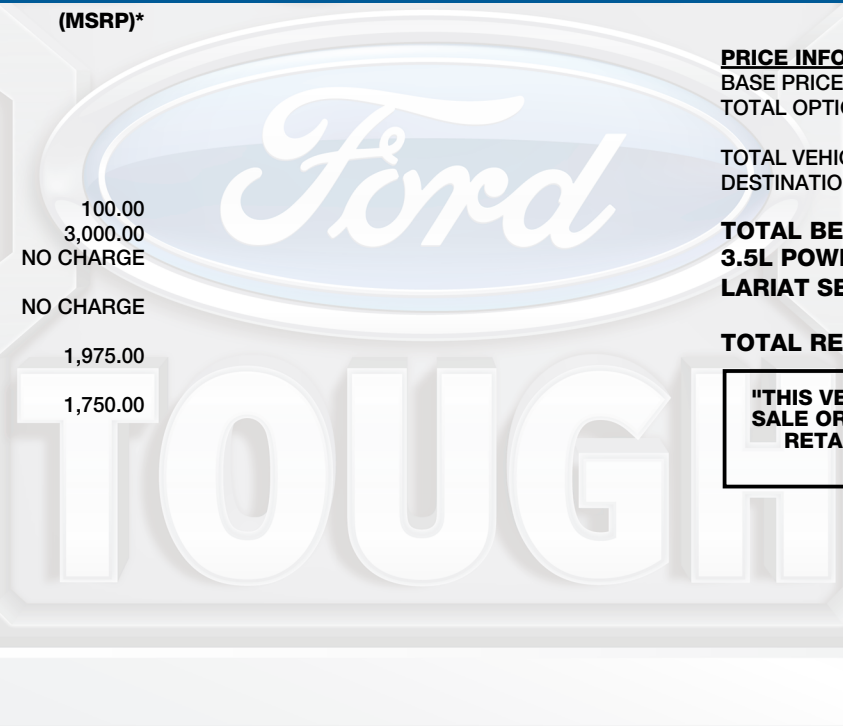 (MSRP)*
100.00
3,000.00
NO CHARGE
NO CHARGE
1,975.00
1,750.00
Ford
TOUGH
PRICE INFO
BASE PRICE
TOTAL OPTI
TOTAL VEHI
DESTINATIO
TOTAL BE
3.5L POW
LARIAT SE
TOTAL RE
"THIS VE
SALE OR
RETA